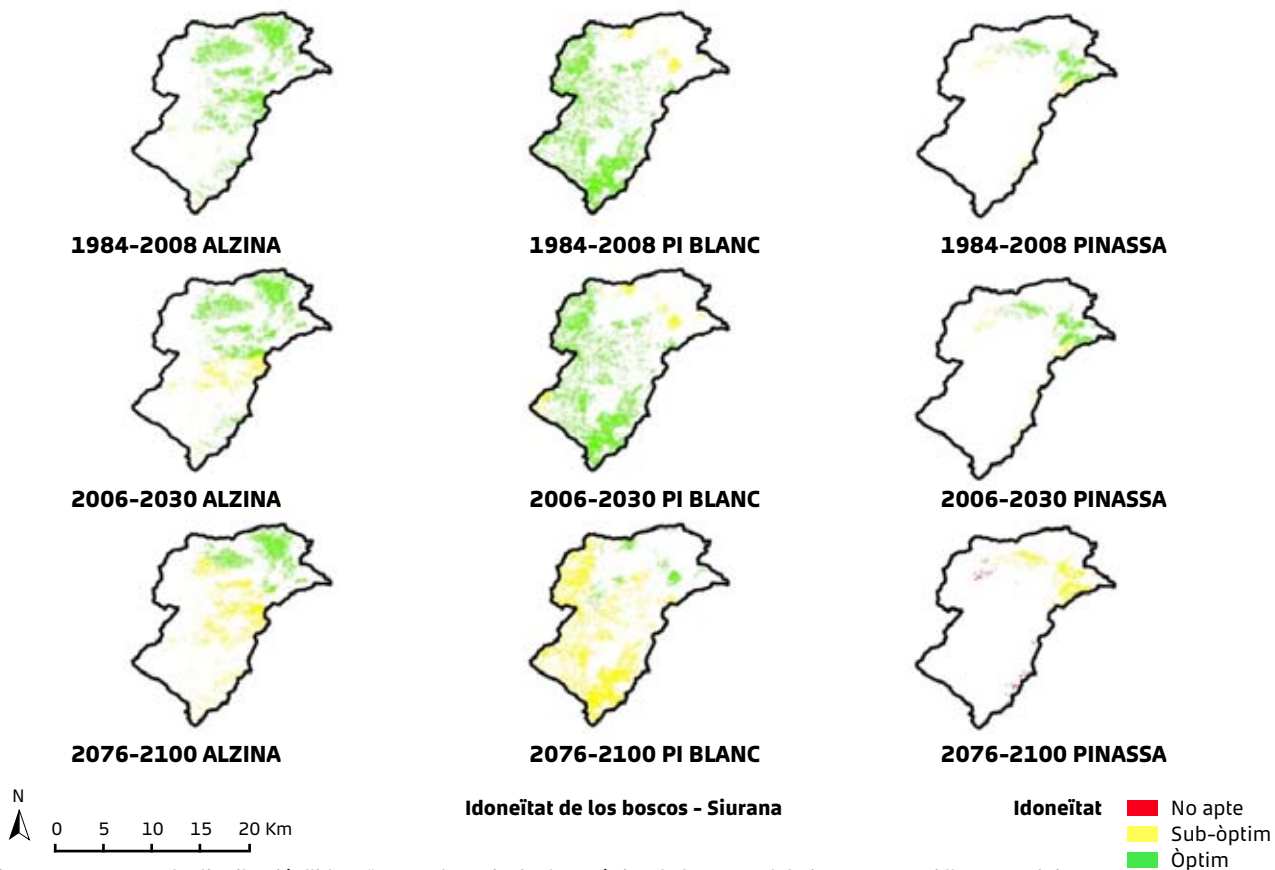 1984-2008 ALZINA 1984-2008 PI BLANC 1984-2008 PINASSA
2006-2030 ALZINA 2006-2030 PI BLANC 2006-2030 PINASSA
2076-2100 ALZINA 2076-2100 PI BLANC 2076-2100 PINASSA
N
0 5 10 15 20 Km
Idoneïtat de los boscos - Siurana
Idoneïtat
No apte
Sub-òptim
Òptim